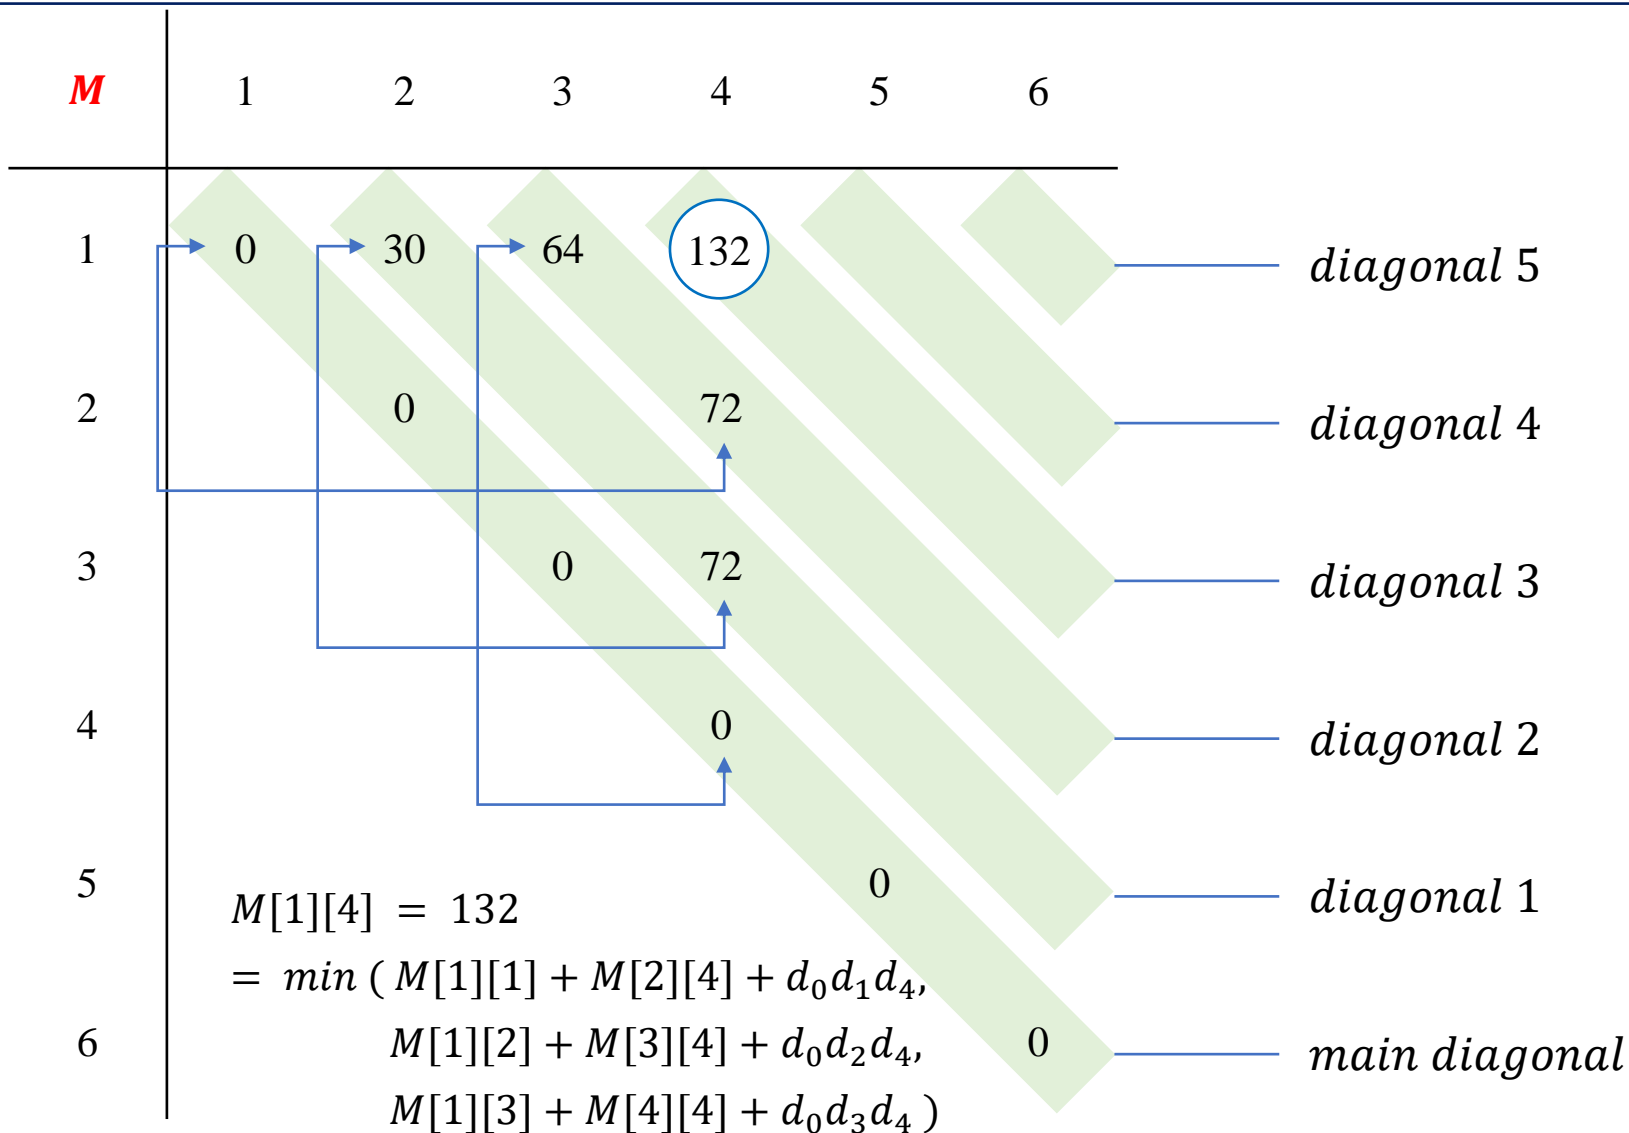 M 1 2 3 4 5 6
1 0 30 64 132 diagonal 5
2 0 72 diagonal 4
3 0 72 diagonal 3
4 0 diagonal 2
5 0 diagonal 1
M[1][4] = 132
= min ( M[1][1] + M[2][4] + d₀d₁d₄,
6 M[1][2] + M[3][4] + d₀d₂d₄, 0 main diagonal
M[1][3] + M[4][4] + d₀d₃d₄ )